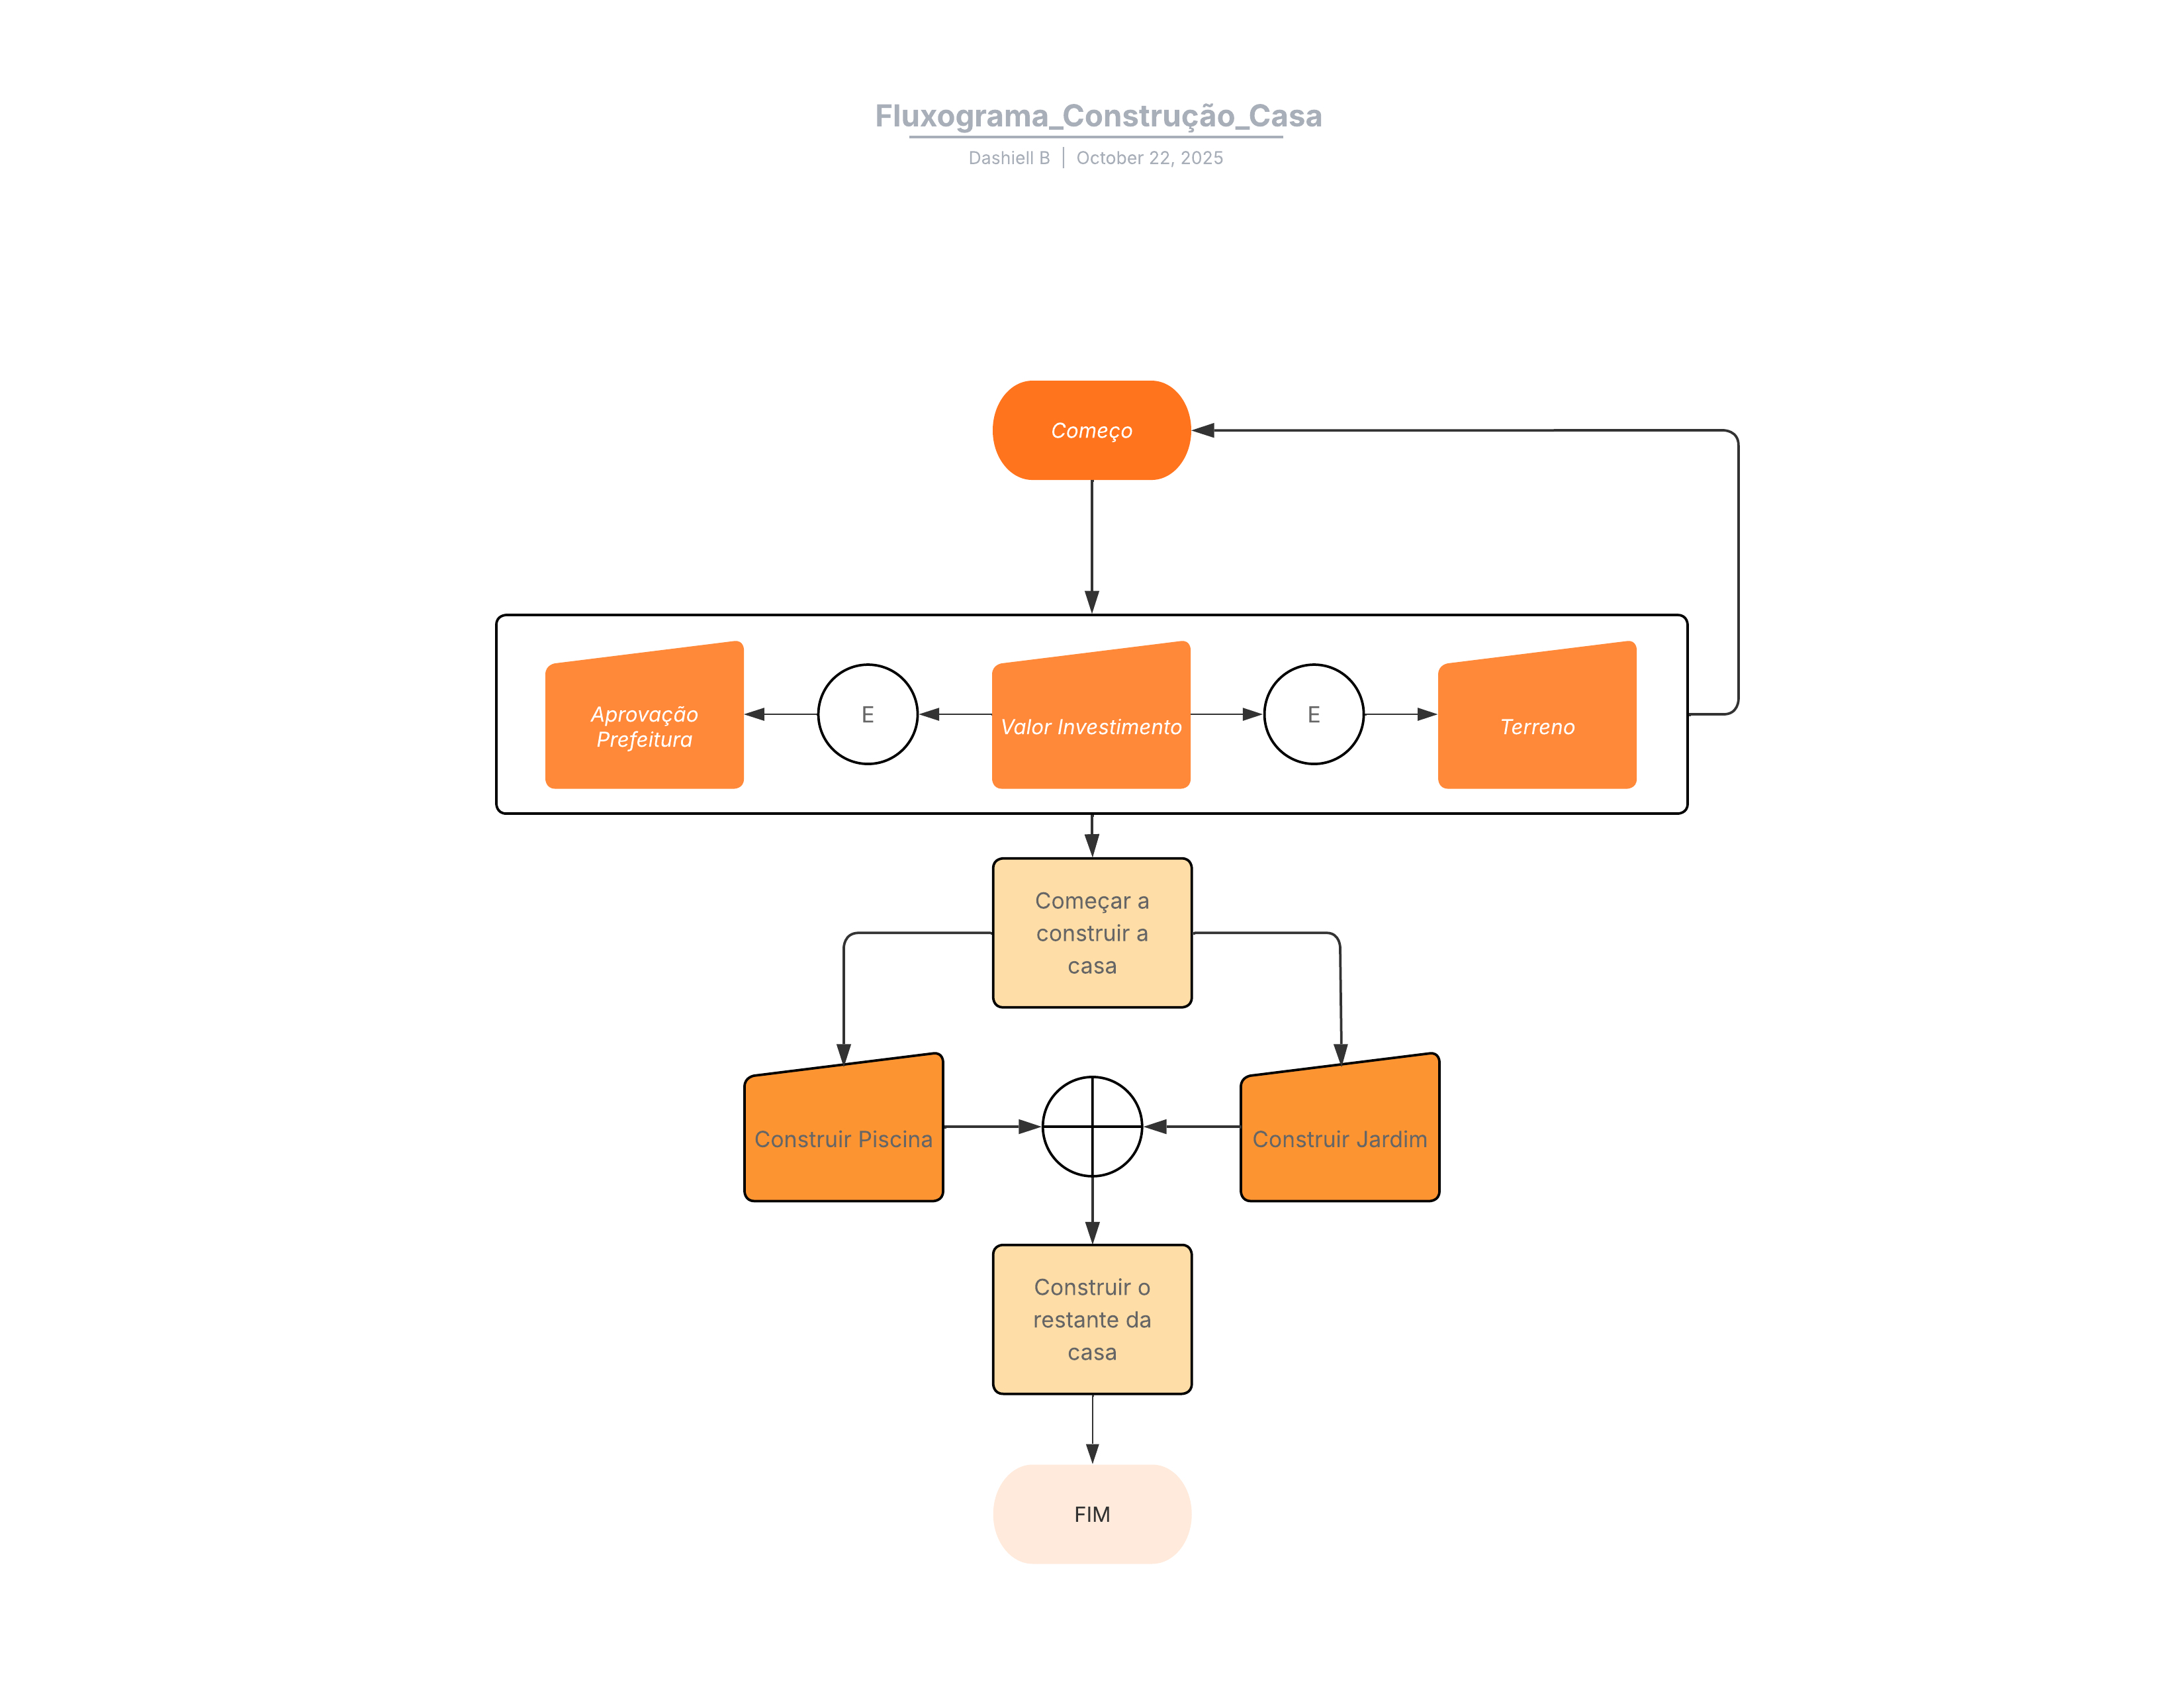 Fluxograma_Construção_Casa
Dashiell B | October 22, 2025
Começo
Aprovação
Prefeitura
E
Valor Investimento
E
Terreno
Começar a
construir a
casa
Construir Piscina
Construir Jardim
Construir o
restante da
casa
FIM